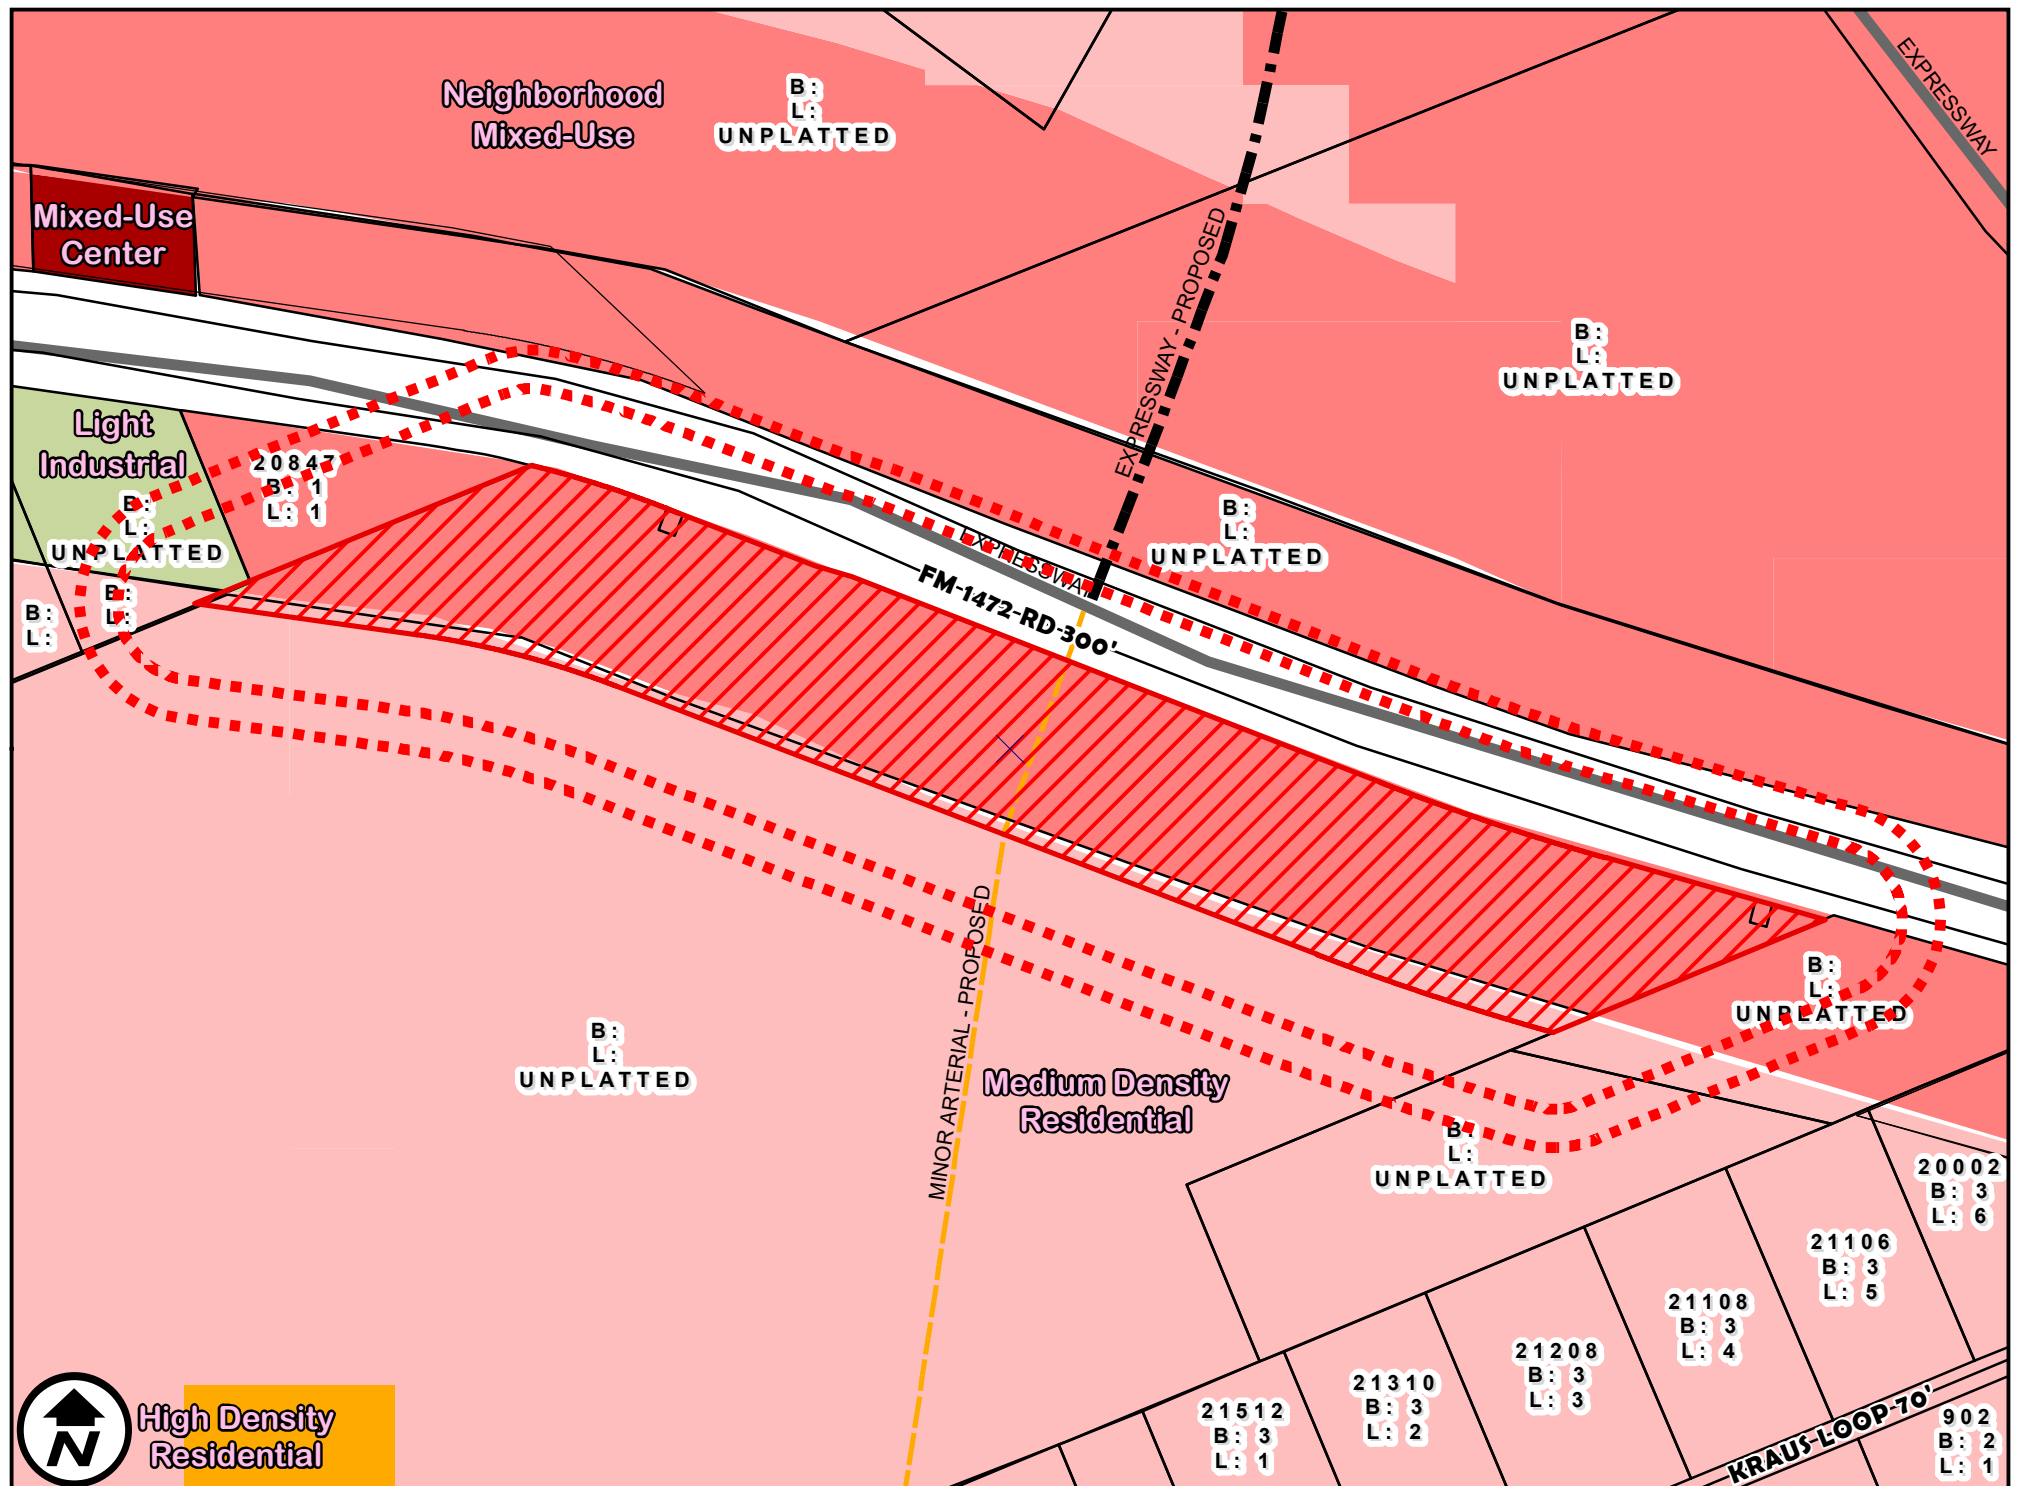 EXPRESSWAY
Neighborhood
Mixed-Use
B:
L:
UNPLATTED
Mixed-Use
Center
EXPRESSWAY - PROPOSED
B:
L:
UNPLATTED
Light
Industrial
20847
B: 1
L: 1
B:
L:
UNPLATTED
B:
L:
UNPLATTED
EXPRESSWAY
FM-1472-RD-300'
B:
L:
B:
L:
MINOR ARTERIAL - PROPOSED
B:
L:
UNPLATTED
B:
L:
UNPLATTED
Medium Density
Residential
B:
L:
UNPLATTED
20002
B: 3
L: 6
21106
B: 3
L: 5
21108
B: 3
L: 4
21208
B: 3
L: 3
21310
B: 3
L: 2
21512
B: 3
L: 1
KRAUS-LOOP-70'
902
B: 2
L: 1
N
High Density
Residential